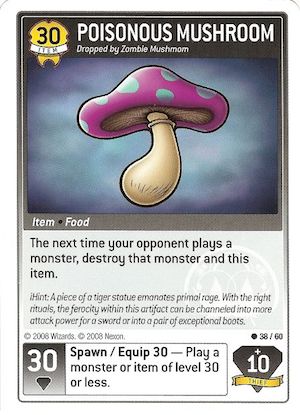 30
ITEM
POISONOUS MUSHROOM
Dropped by Zombie Mushmom
Item • Food
The next time your opponent plays a
monster, destroy that monster and this
item.
iHint: A piece of a tiger statue emanates primal rage. With the right
rituals, the ferocity within this artifact can be channeled into more
attack power for a sword or into a pair of exceptional boots.
© 2008 Wizards. © 2008 Nexon.
● 38 / 60
30
Spawn / Equip 30 — Play a
monster or item of level 30
or less.
+
10
THIEF